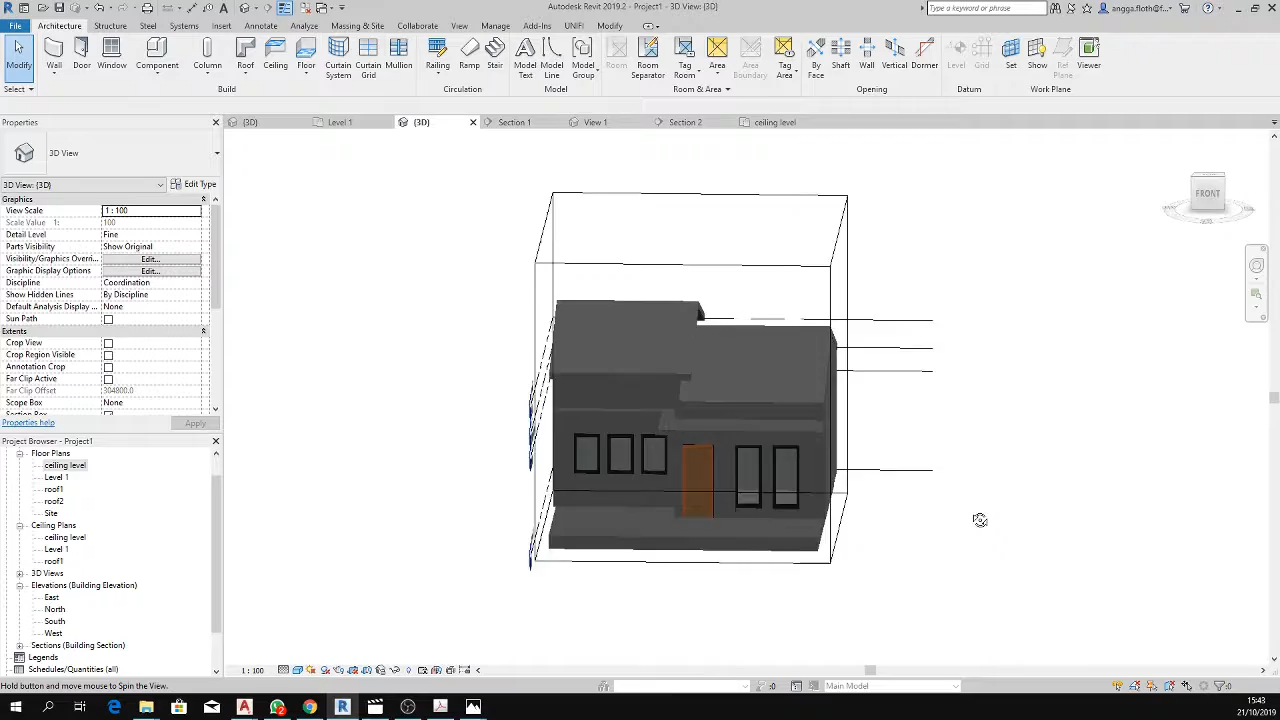 Autodesk Revit 2019.2 - Project1 - 3D View: {3D}
Type a keyword or phrase
angga.floth@f...
File
Architecture
Structure
Steel
Systems
Insert
Annotate
Analyze
Massing & Site
Collaborate
View
Manage
Add-Ins
UNIFI
Modify
Modify
Wall
Door
Window
Component
Column
Roof
Ceiling
Floor
Curtain
System
Curtain
Grid
Mullion
Railing
Ramp
Stair
Model
Text
Model
Line
Model
Group
Room
Room
Separator
Tag
Room
Area
Area
Boundary
Tag
Area
By
Face
Shaft
Wall
Vertical
Dormer
Level
Grid
Set
Show
Ref
Plane
Viewer
Select
Build
Circulation
Model
Room & Area
Opening
Datum
Work Plane
Properties
{3D}
Level 1
{3D}
Section 1
View 1
Section 2
ceiling level
3D View
3D View: {3D}
Edit Type
Graphics
View Scale
1 : 100
Scale Value 1:
100
Detail Level
Fine
Parts Visibility
Show Original
Visibility/Graphics Overri...
Edit...
Graphic Display Options
Edit...
Discipline
Coordination
Show Hidden Lines
By Discipline
Default Analysis Display ...
None
Sun Path
Extents
Crop View
Crop Region Visible
Annotation Crop
Far Clip Active
Far Clip Offset
304800.0
Scope Box
None
Section Box
Properties help
Apply
Project Browser - Project1
Floor Plans
ceiling level
Level 1
roof1
roof2
Site
Ceiling Plans
ceiling level
Level 1
roof1
3D Views
Elevations (Building Elevation)
East
North
South
West
Sections (Building Section)
Legends
Schedules/Quantities (all)
FRONT
1 : 100
Hold button and move mouse to Spin the View.
:0
Main Model
:0
15:43
21/10/2019